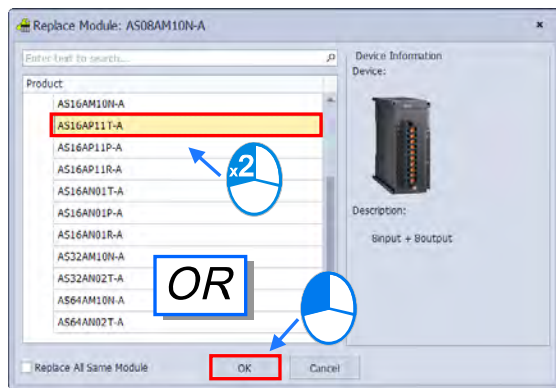 Replace Module: AS08AM10N-A
Enter text to search...
Product
AS16AM10N-A
AS16AP11T-A
AS16AP11P-A
AS16AP11R-A
AS16AN01T-A
AS16AN01P-A
AS16AN01R-A
AS32AM10N-A
AS32AN02T-A
AS64AM10N-A
AS64AN02T-A
x2
OR
Replace All Same Module
OK
Cancel
Device Information
Device:
Description:
8input + 8output